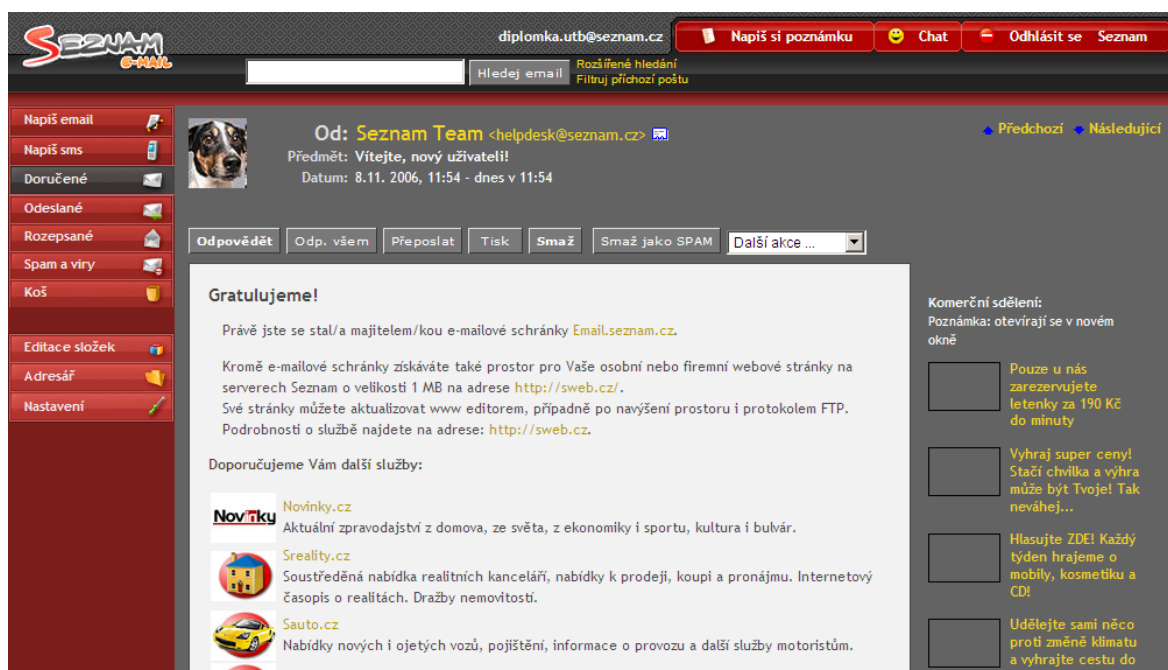 SEZNAM
E-MAIL
diplomka.utb@seznam.cz
Napiš si poznámku
Chat
Odhlásit se
Seznam
Hledej email
Rozšířené hledání
Filtruj příchozí poštu
Napiš email
Napiš sms
Doručené
Odeslané
Rozepsané
Spam a viry
Koš
Editace složek
Adresář
Nastavení
Od: Seznam Team <helpdesk@seznam.cz>
Předmět: Vítejte, nový uživateli!
Datum: 8.11. 2006, 11:54 - dnes v 11:54
Předchozí
Následující
Odpovědět
Odp. všem
Přeposlat
Tisk
Smaž
Smaž jako SPAM
Další akce ...
Gratulujeme!
Právě jste se stal/a majitelem/kou e-mailové schránky Email.seznam.cz.
Kromě e-mailové schránky získáváte také prostor pro Vaše osobní nebo firemní webové stránky na
serverech Seznam o velikosti 1 MB na adrese http://sweb.cz/.
Své stránky můžete aktualizovat www editorem, případně po navýšení prostoru i protokolem FTP.
Podrobnosti o službě najdete na adrese: http://sweb.cz.
Doporučujeme Vám další služby:
Novinky
Novinky.cz
Aktuální zpravodajství z domova, ze světa, z ekonomiky i sportu, kultura i bulvár.
Sreality.cz
Soustředěná nabídka realitních kanceláří, nabídky k prodeji, koupi a pronájmu. Internetový
časopis o realitách. Dražby nemovitostí.
Sauto.cz
Nabídky nových i ojetých vozů, pojištění, informace o provozu a další služby motoristům.
Komerční sdělení:
Poznámka: otevírají se v novém
okně
Pouze u nás
zarezervujete
letenky za 190 Kč
do minuty
Vyhraj super ceny!
Stačí chvilka a výhra
může být Tvoje! Tak
neváhej...
Hlasujte ZDE! Každý
týden hrajeme o
mobily, kosmetiku a
CD!
Udělejte sami něco
proti změně klimatu
a vyhrajte cestu do